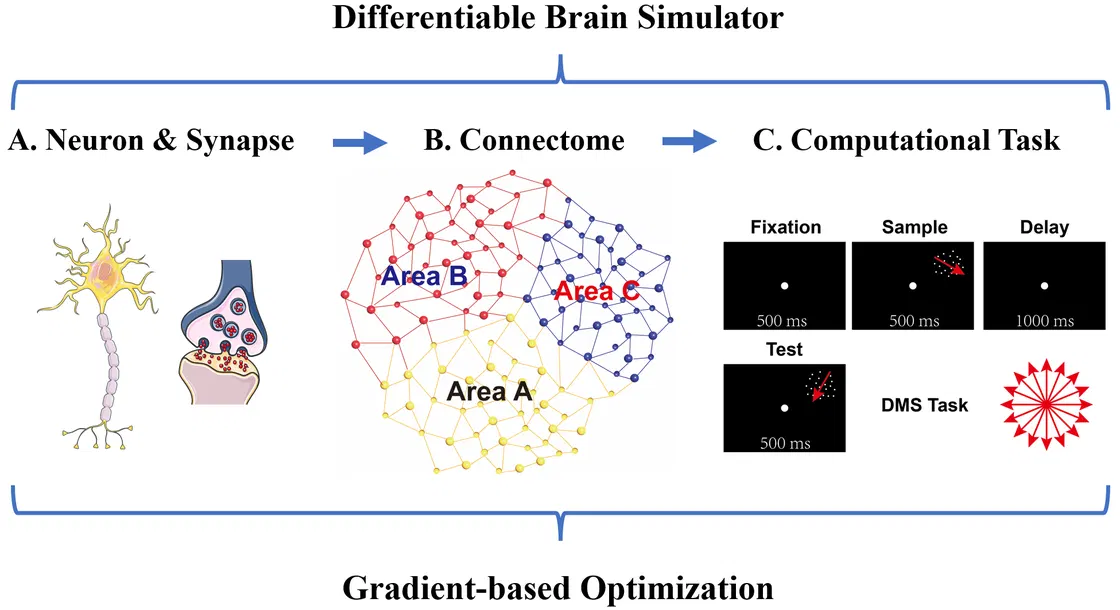 Differentiable Brain Simulator
A. Neuron & Synapse
B. Connectome
C. Computational Task
Area B
Area C
Area A
Fixation
Sample
Delay
500 ms
500 ms
1000 ms
Test
500 ms
DMS Task
Gradient-based Optimization